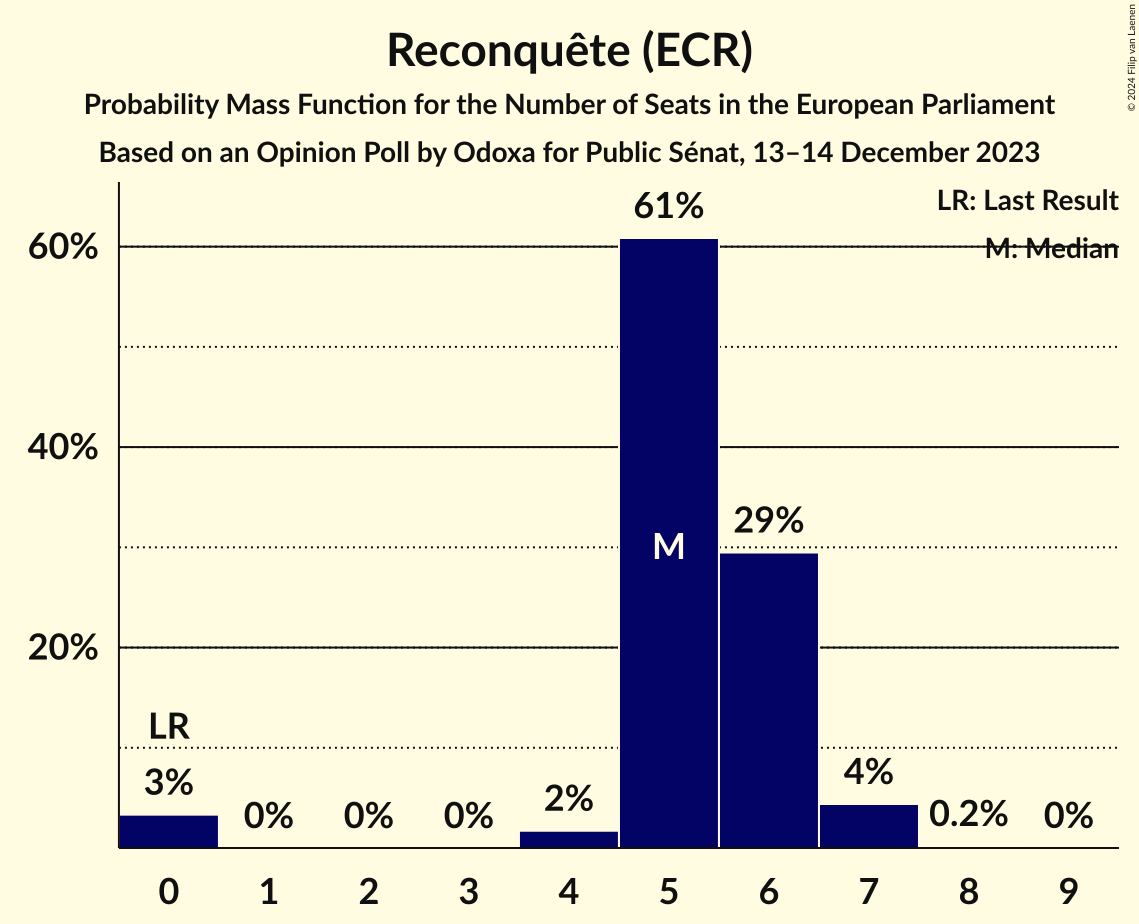 Reconquête (ECR)
Probability Mass Function for the Number of Seats in the European Parliament
Based on an Opinion Poll by Odoxa for Public Sénat, 13–14 December 2023
© 2024 Filip van Laenen
LR: Last Result
M: Median
60%
40%
20%
LR
3%
0%
0%
0%
2%
61%
M
29%
4%
0.2%
0%
0 1 2 3 4 5 6 7 8 9